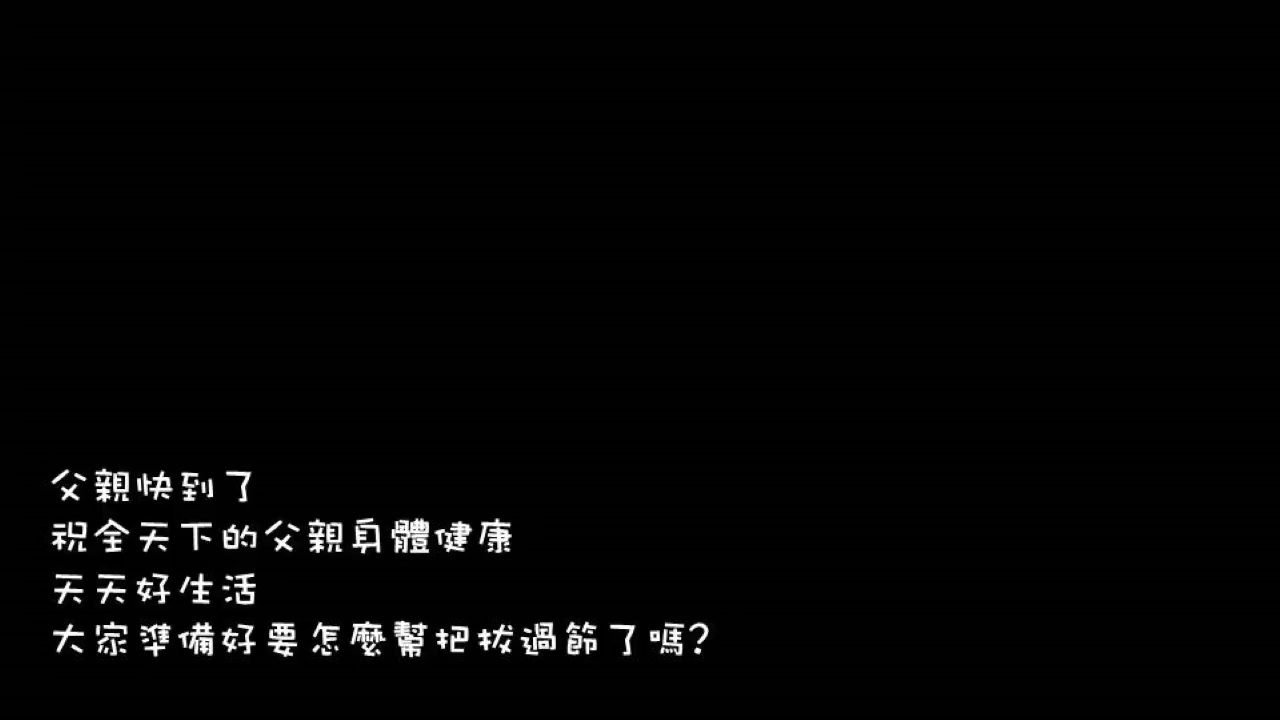 父親快到了
祝全天下的父親身體健康
天天好生活
大家準備好要怎麼幫把拔過節了嗎?